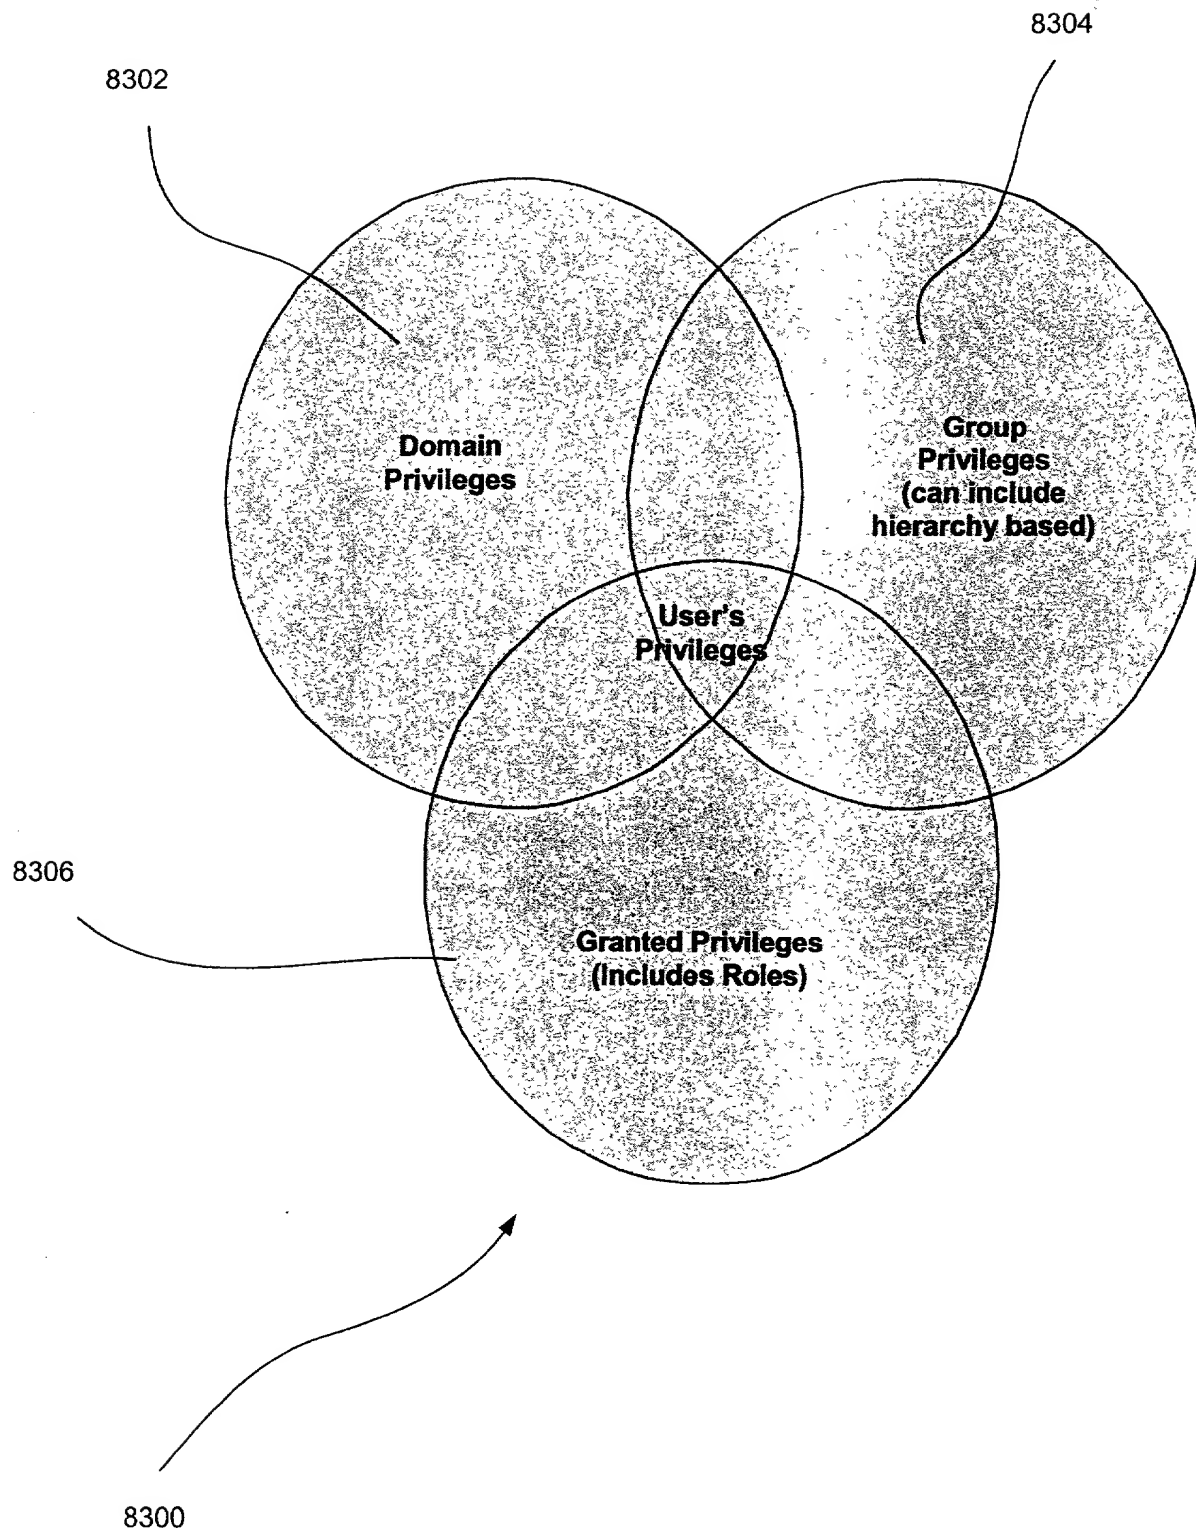 8304
8302
Domain
Privileges
Group
Privileges
(can include
hierarchy based)
User's
Privileges
8306
Granted Privileges
(Includes Roles)
8300